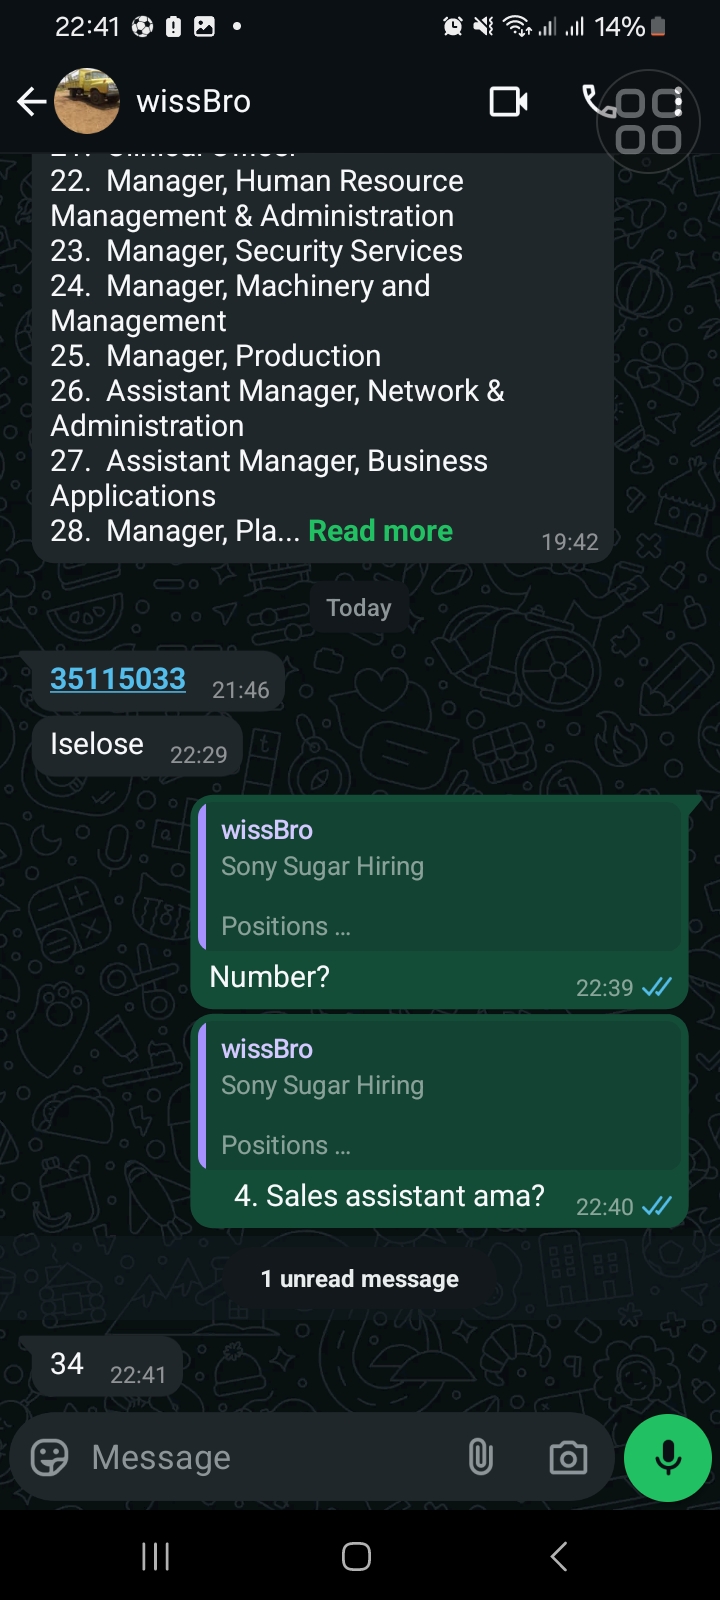 22:41
14%
wissBro
21. Clinical Officer
22. Manager, Human Resource
Management & Administration
23. Manager, Security Services
24. Manager, Machinery and
Management
25. Manager, Production
26. Assistant Manager, Network &
Administration
27. Assistant Manager, Business
Applications
28. Manager, Pla... Read more
19:42
Today
35115033 21:46
Iselose 22:29
wissBro
Sony Sugar Hiring
Positions ...
Number?
22:39
wissBro
Sony Sugar Hiring
Positions ...
4. Sales assistant ama?
22:40
1 unread message
34 22:41
Message